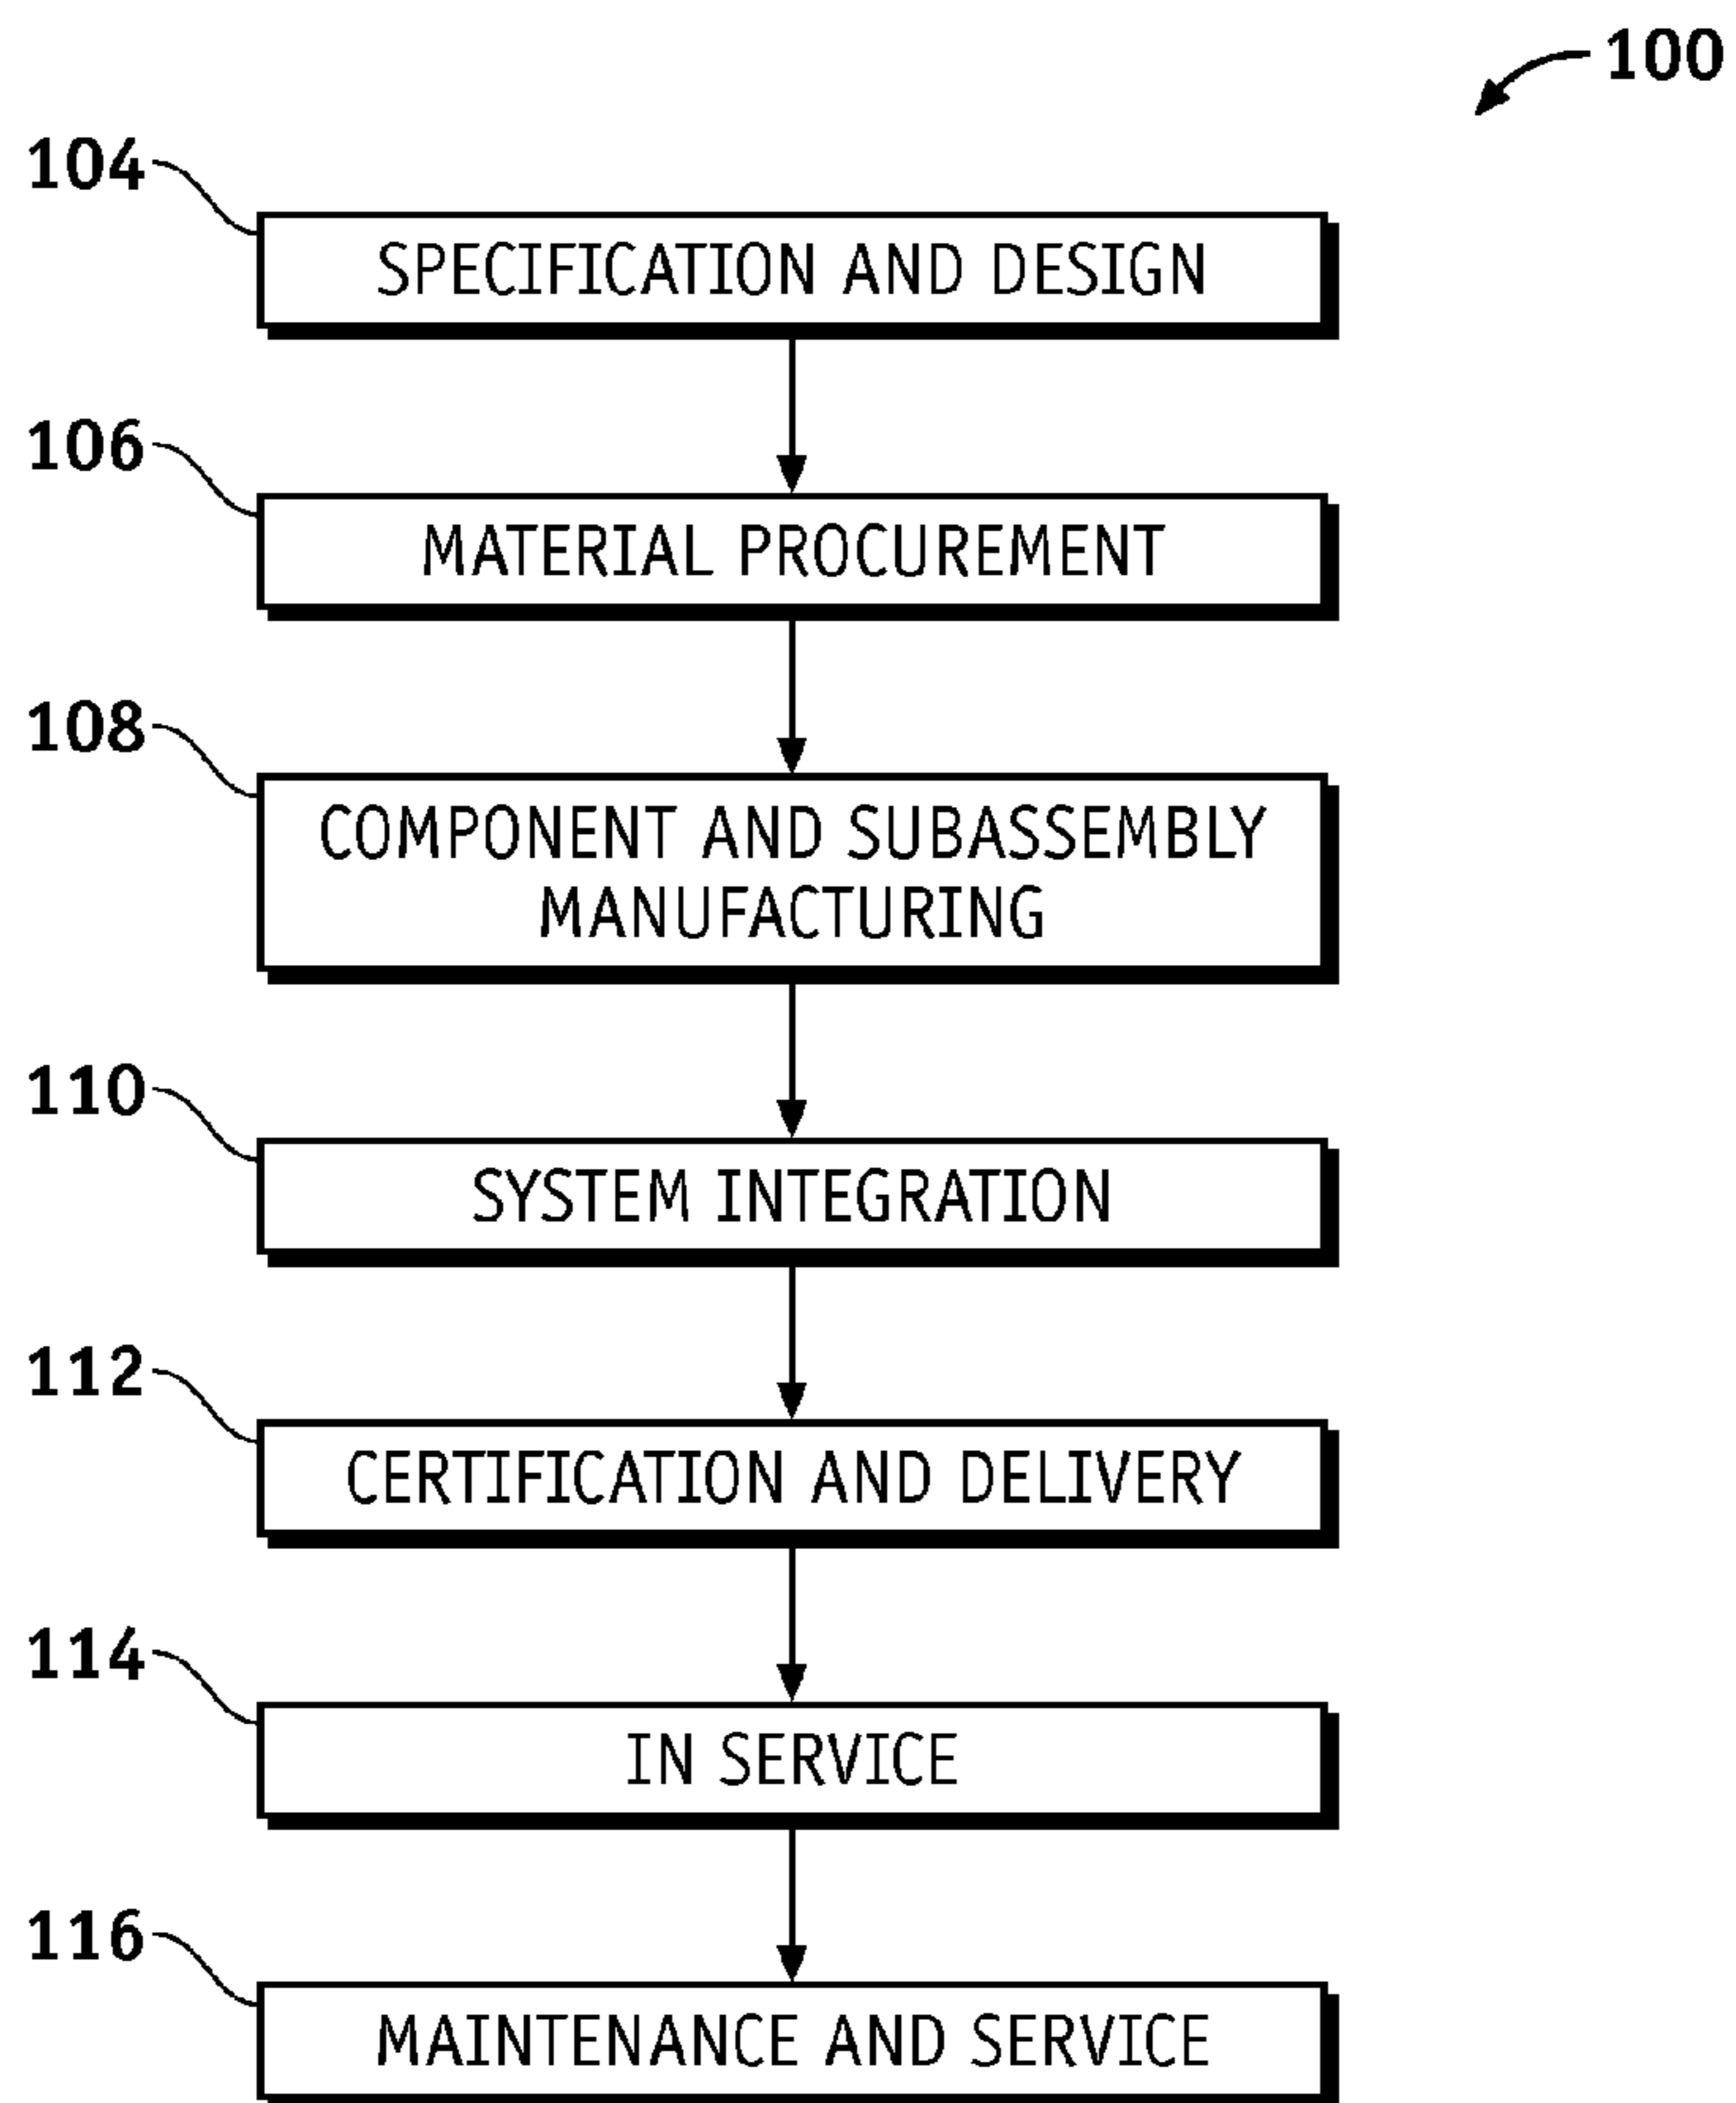 100
104
SPECIFICATION AND DESIGN
106
MATERIAL PROCUREMENT
108
COMPONENT AND SUBASSEMBLY
MANUFACTURING
110
SYSTEM INTEGRATION
112
CERTIFICATION AND DELIVERY
114
IN SERVICE
116
MAINTENANCE AND SERVICE